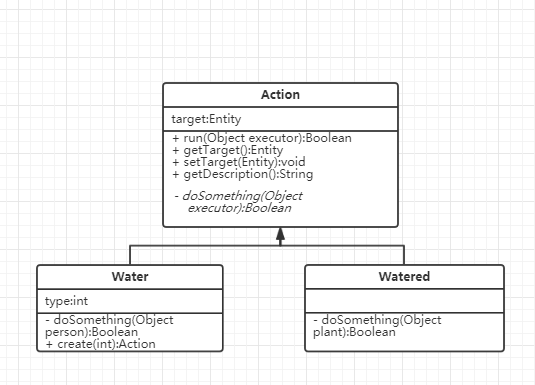 Action
target:Entity
+ run(Object executor):Boolean
+ getTarget():Entity
+ setTarget(Entity):void
+ getDescription():String
- doSomething(Object
executor):Boolean
Water
type:int
- doSomething(Object
person):Boolean
+ create(int):Action
Watered
- doSomething(Object
plant):Boolean